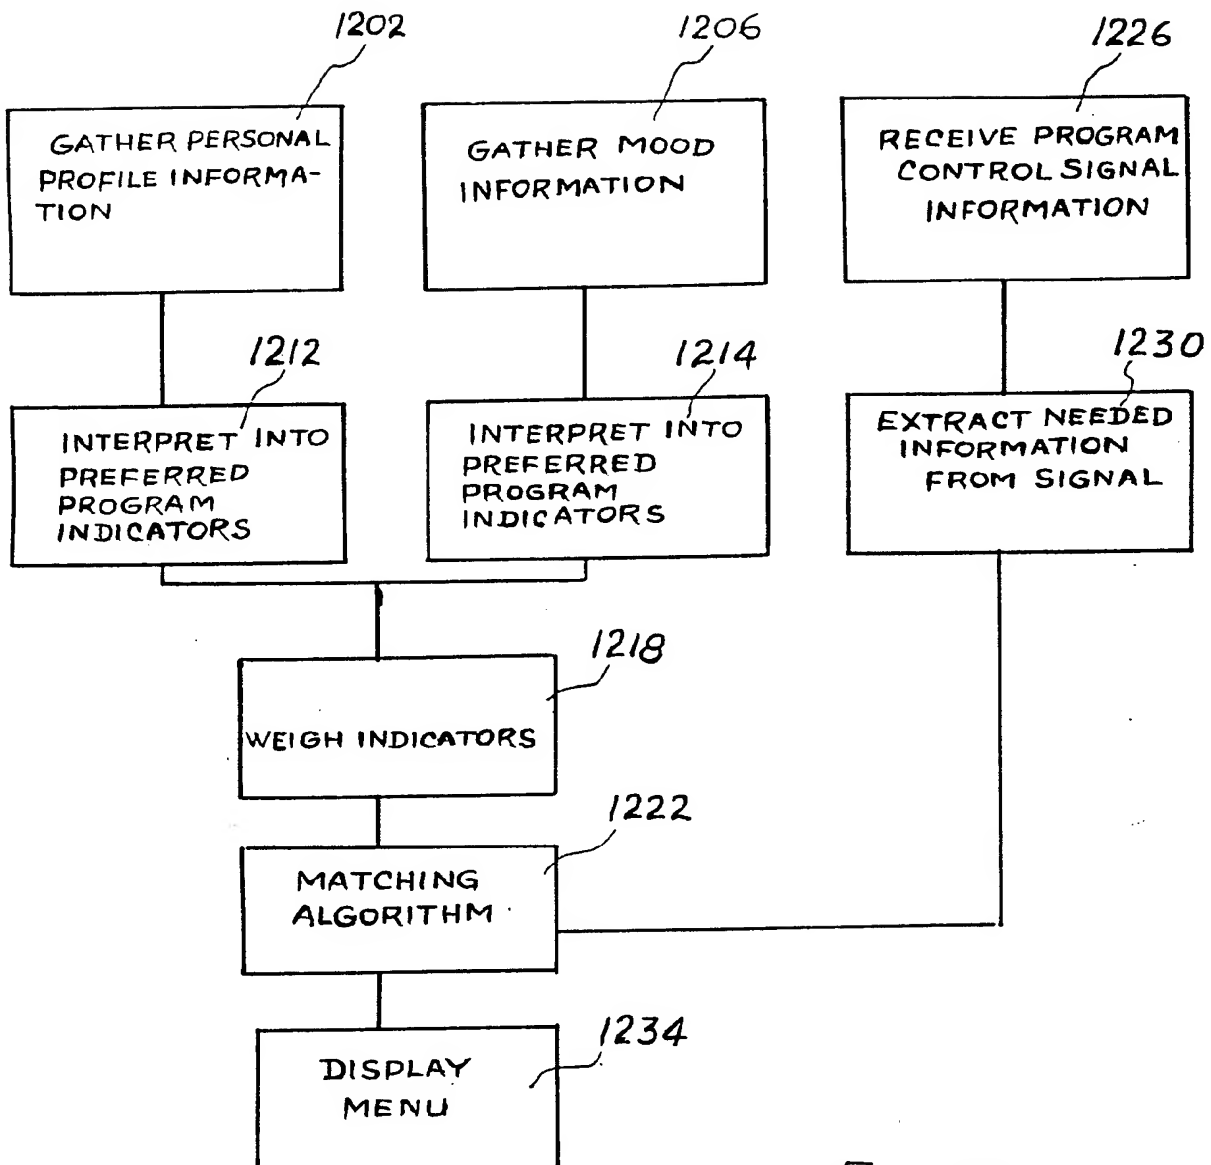 1202
1206
1226
GATHER PERSONAL
PROFILE INFORMA-
TION
GATHER MOOD
INFORMATION
RECEIVE PROGRAM
CONTROL SIGNAL
INFORMATION
1212
1214
1230
INTERPRET INTO
PREFERRED
PROGRAM
INDICATORS
INTERPRET INTO
PREFERRED
PROGRAM
INDICATORS
EXTRACT NEEDED
INFORMATION
FROM SIGNAL
1218
WEIGH INDICATORS
1222
MATCHING
ALGORITHM
1234
DISPLAY
MENU